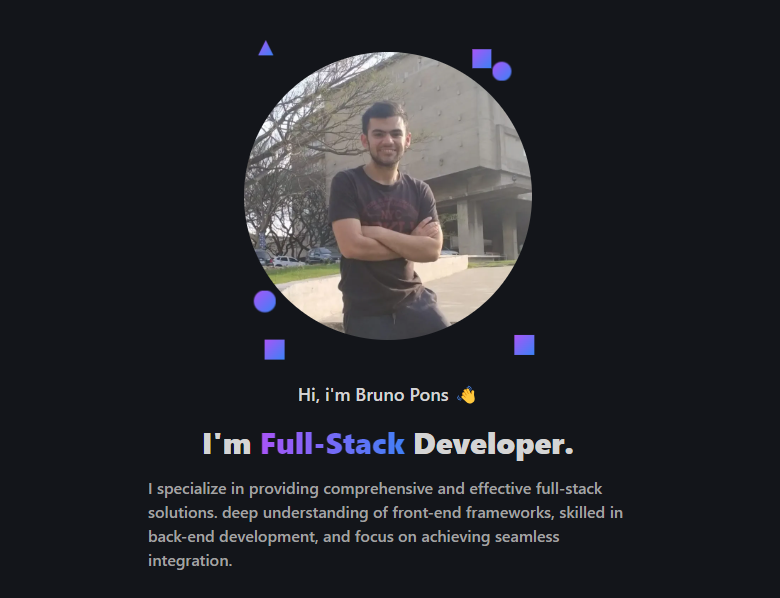 Hi, i'm Bruno Pons 👋
I'm Full-Stack Developer.
I specialize in providing comprehensive and effective full-stack
solutions. deep understanding of front-end frameworks, skilled in
back-end development, and focus on achieving seamless
integration.